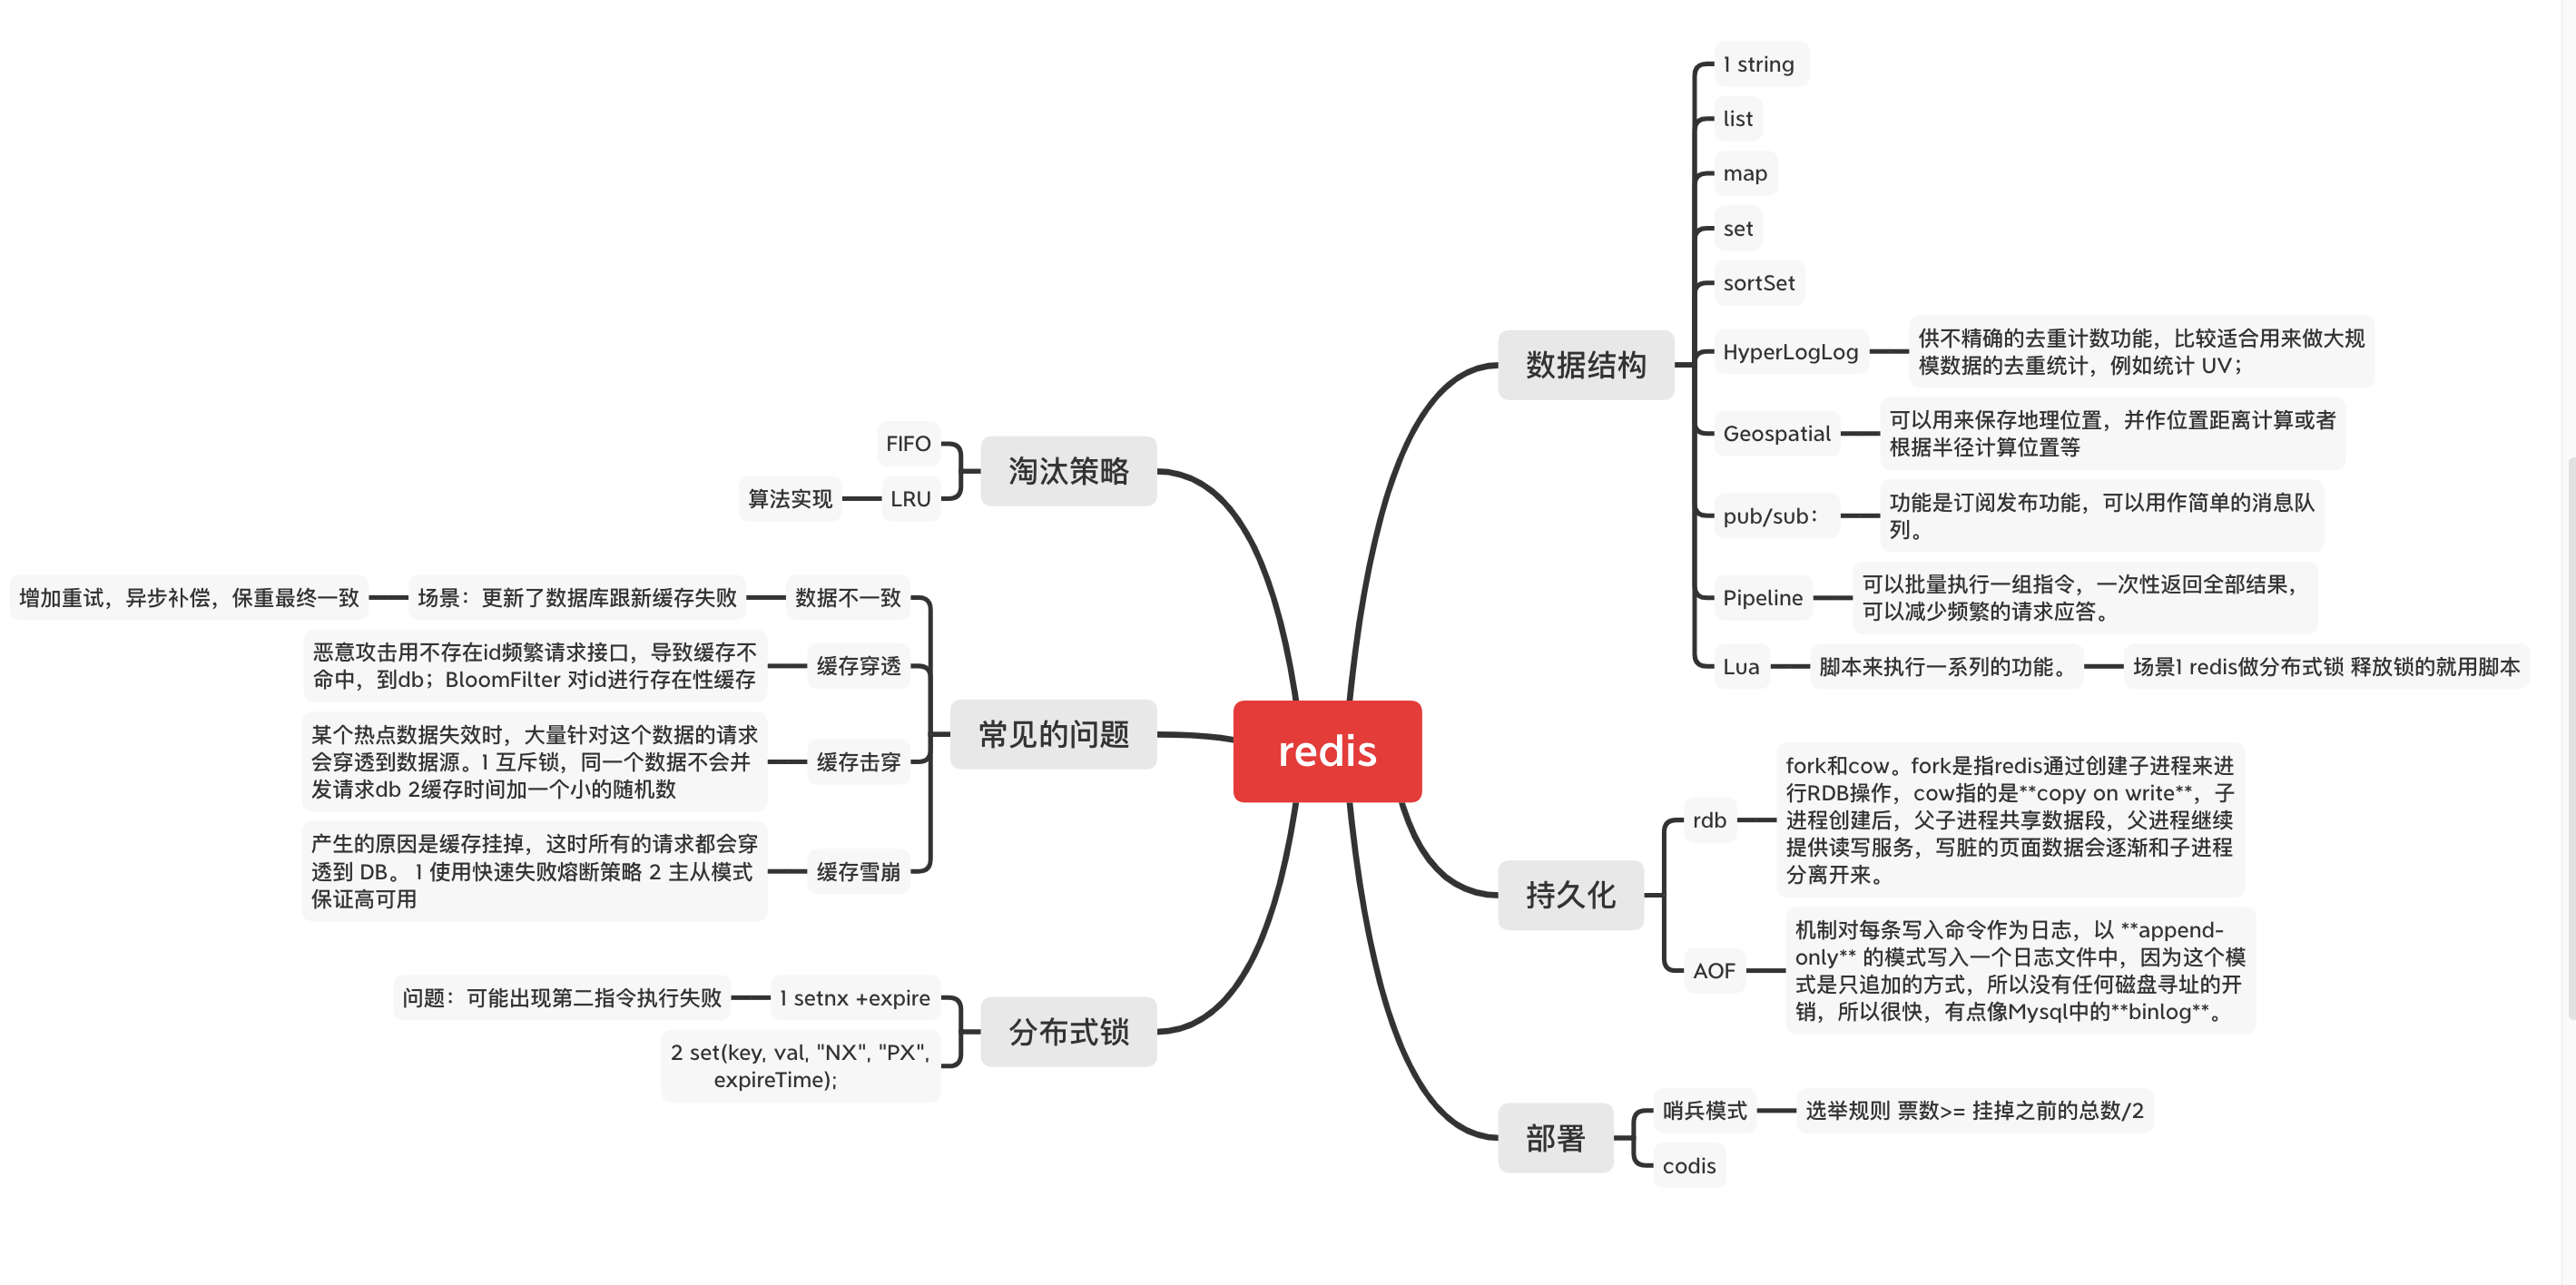 redis
数据结构
1 string
list
map
set
sortSet
HyperLogLog
供不精确的去重计数功能，比较适合用来做大规
模数据的去重统计，例如统计 UV；
Geospatial
可以用来保存地理位置，并作位置距离计算或者
根据半径计算位置等
pub/sub：
功能是订阅发布功能，可以用作简单的消息队
列。
Pipeline
可以批量执行一组指令，一次性返回全部结果，
可以减少频繁的请求应答。
Lua
脚本来执行一系列的功能。
场景1 redis做分布式锁 释放锁的就用脚本
持久化
rdb
fork和cow。fork是指redis通过创建子进程来进
行RDB操作，cow指的是**copy on write**，子
进程创建后，父子进程共享数据段，父进程继续
提供读写服务，写脏的页面数据会逐渐和子进程
分离开来。
AOF
机制对每条写入命令作为日志，以 **append-
only** 的模式写入一个日志文件中，因为这个模
式是只追加的方式，所以没有任何磁盘寻址的开
销，所以很快，有点像Mysql中的**binlog**。
部署
哨兵模式
选举规则 票数>= 挂掉之前的总数/2
codis
淘汰策略
FIFO
LRU
算法实现
常见的问题
数据不一致
场景：更新了数据库跟新缓存失败
增加重试，异步补偿，保重最终一致
缓存穿透
恶意攻击用不存在id频繁请求接口，导致缓存不
命中，到db；BloomFilter 对id进行存在性缓存
缓存击穿
某个热点数据失效时，大量针对这个数据的请求
会穿透到数据源。1 互斥锁，同一个数据不会并
发请求db 2缓存时间加一个小的随机数
缓存雪崩
产生的原因是缓存挂掉，这时所有的请求都会穿
透到 DB。 1 使用快速失败熔断策略 2 主从模式
保证高可用
分布式锁
1 setnx +expire
问题：可能出现第二指令执行失败
2 set(key, val, "NX", "PX",
expireTime);